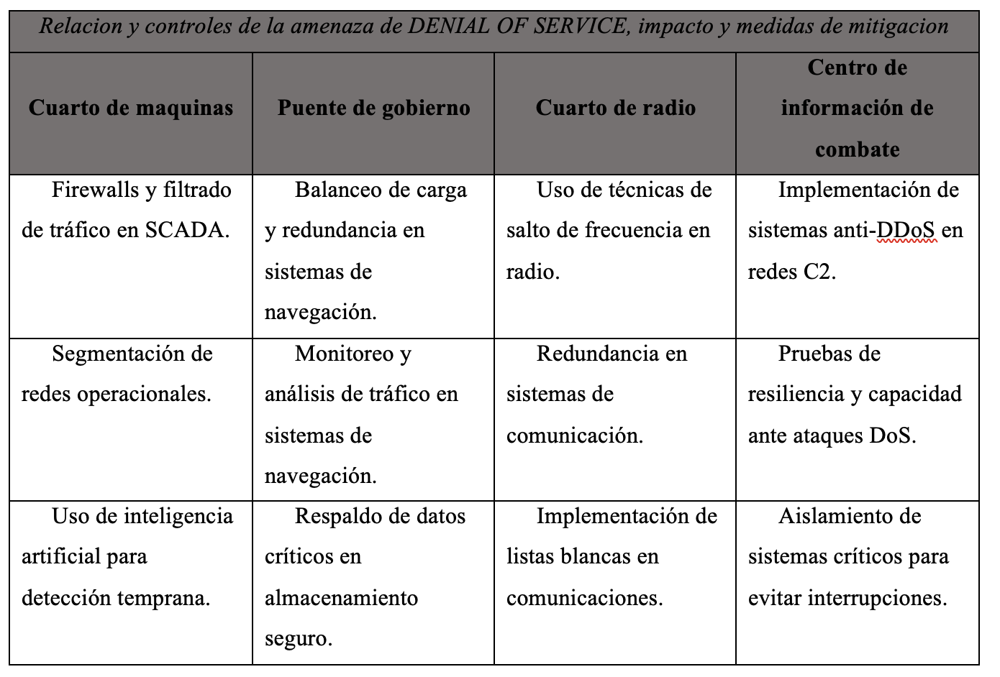 Relacion y controles de la amenaza de DENIAL OF SERVICE, impacto y medidas de mitigacion
Cuarto de maquinas
Puente de gobierno
Cuarto de radio
Centro de
información de
combate
Firewalls y filtrado
de tráfico en SCADA.
Balanceo de carga
y redundancia en
sistemas de
navegación.
Uso de técnicas de
salto de frecuencia en
radio.
Implementación de
sistemas anti-DDoS en
redes C2.
Segmentación de
redes operacionales.
Monitoreo y
análisis de tráfico en
sistemas de
navegación.
Redundancia en
sistemas de
comunicación.
Pruebas de
resiliencia y capacidad
ante ataques DoS.
Uso de inteligencia
artificial para
detección temprana.
Respaldo de datos
críticos en
almacenamiento
seguro.
Implementación de
listas blancas en
comunicaciones.
Aislamiento de
sistemas críticos para
evitar interrupciones.